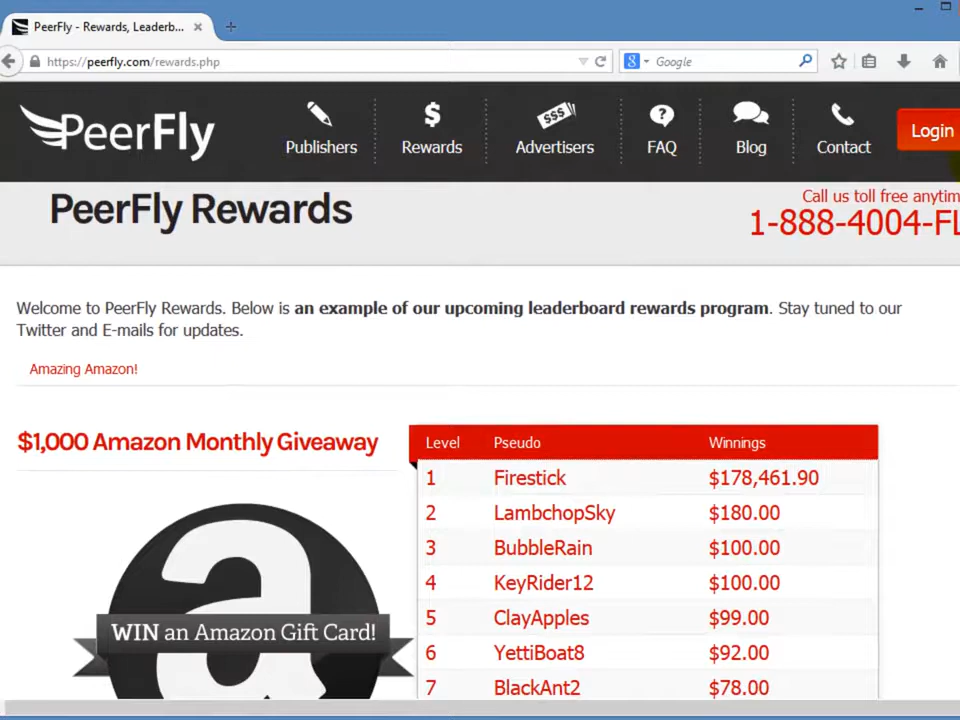 PeerFly - Rewards, Leaderb...
https://peerfly.com/rewards.php
Google
PeerFly
Publishers
Rewards
Advertisers
FAQ
Blog
Contact
Login
PeerFly Rewards
Call us toll free anytim
1-888-4004-FL
Welcome to PeerFly Rewards. Below is an example of our upcoming leaderboard rewards program. Stay tuned to our
Twitter and E-mails for updates.
Amazing Amazon!
$1,000 Amazon Monthly Giveaway
WIN an Amazon Gift Card!
Level Pseudo Winnings
1 Firestick $178,461.90
2 LambchopSky $180.00
3 BubbleRain $100.00
4 KeyRider12 $100.00
5 ClayApples $99.00
6 YettiBoat8 $92.00
7 BlackAnt2 $78.00